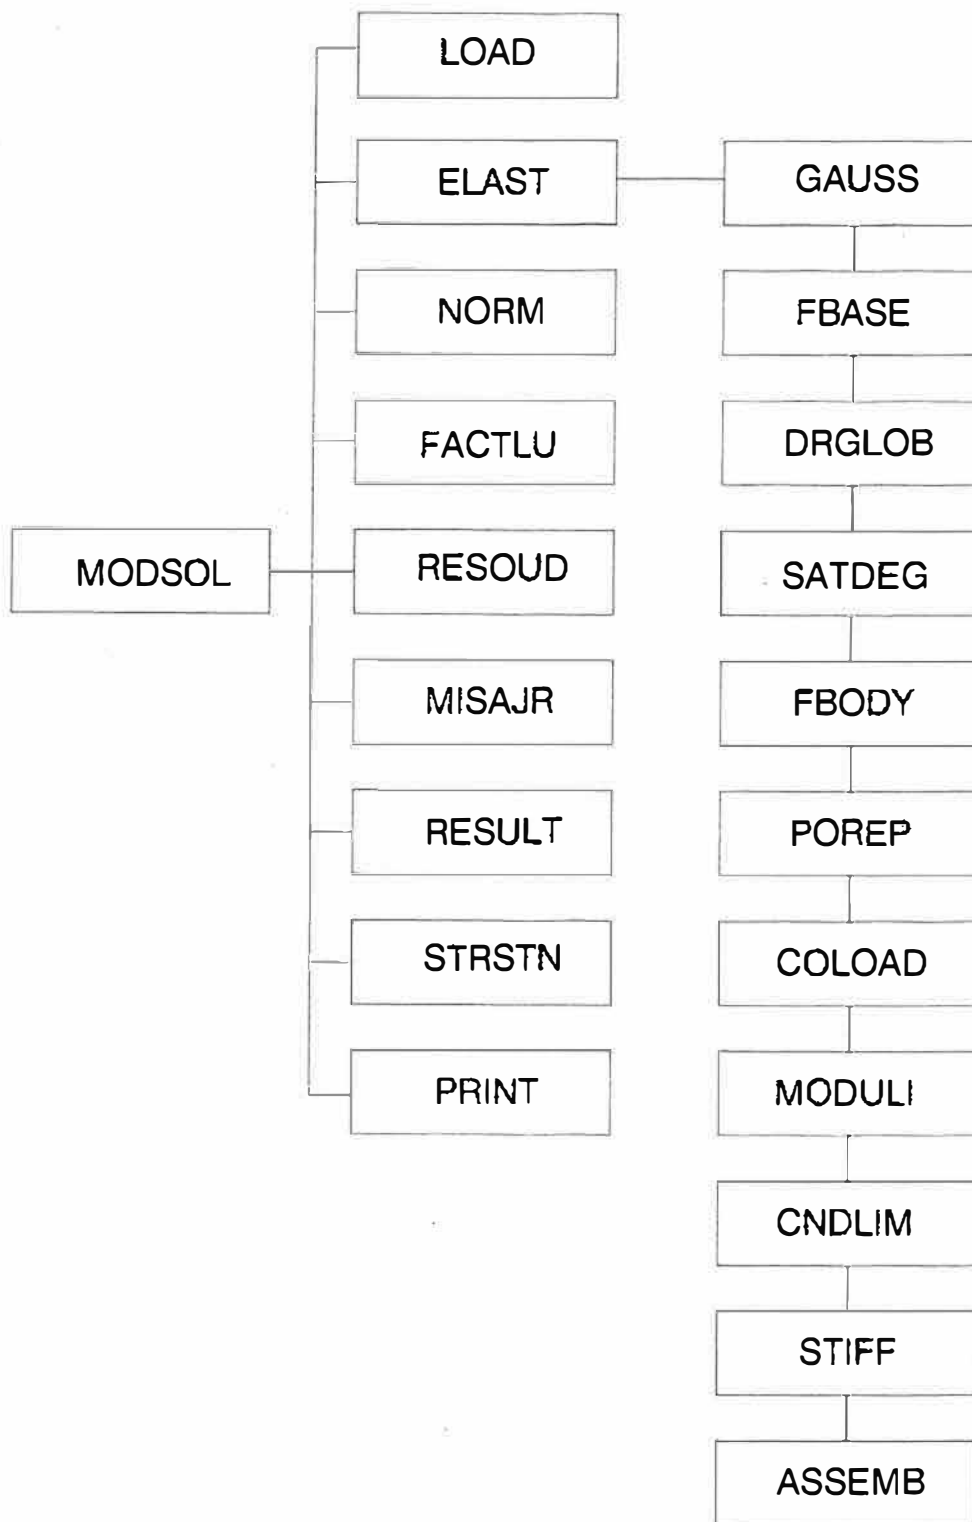 LOAD
ELAST
GAUSS
NORM
FBASE
FACTLU
DRGLOB
MODSOL
RESOUD
SATDEG
MISAJR
FBODY
RESULT
POREP
STRSTN
COLOAD
PRINT
MODULI
CNDLIM
STIFF
ASSEMB